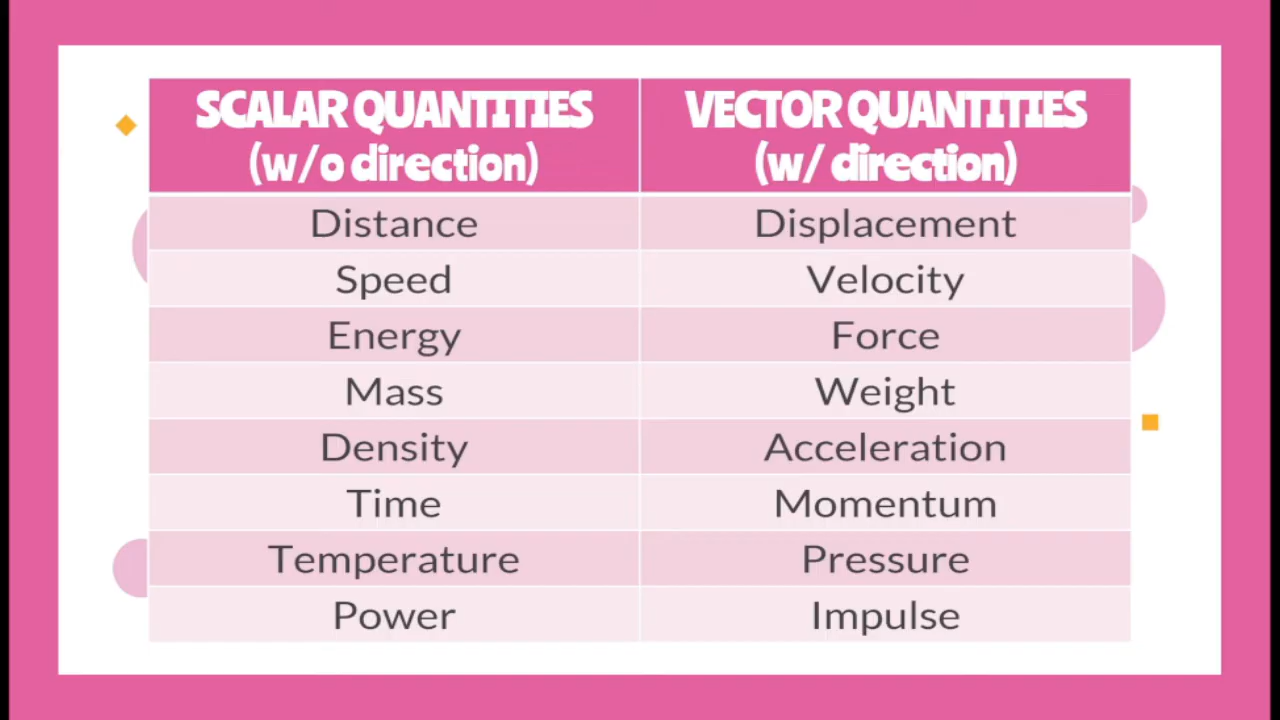 SCALAR QUANTITIES
(w/o direction)
VECTOR QUANTITIES
(w/ direction)
Distance
Displacement
Speed
Velocity
Energy
Force
Mass
Weight
Density
Acceleration
Time
Momentum
Temperature
Pressure
Power
Impulse